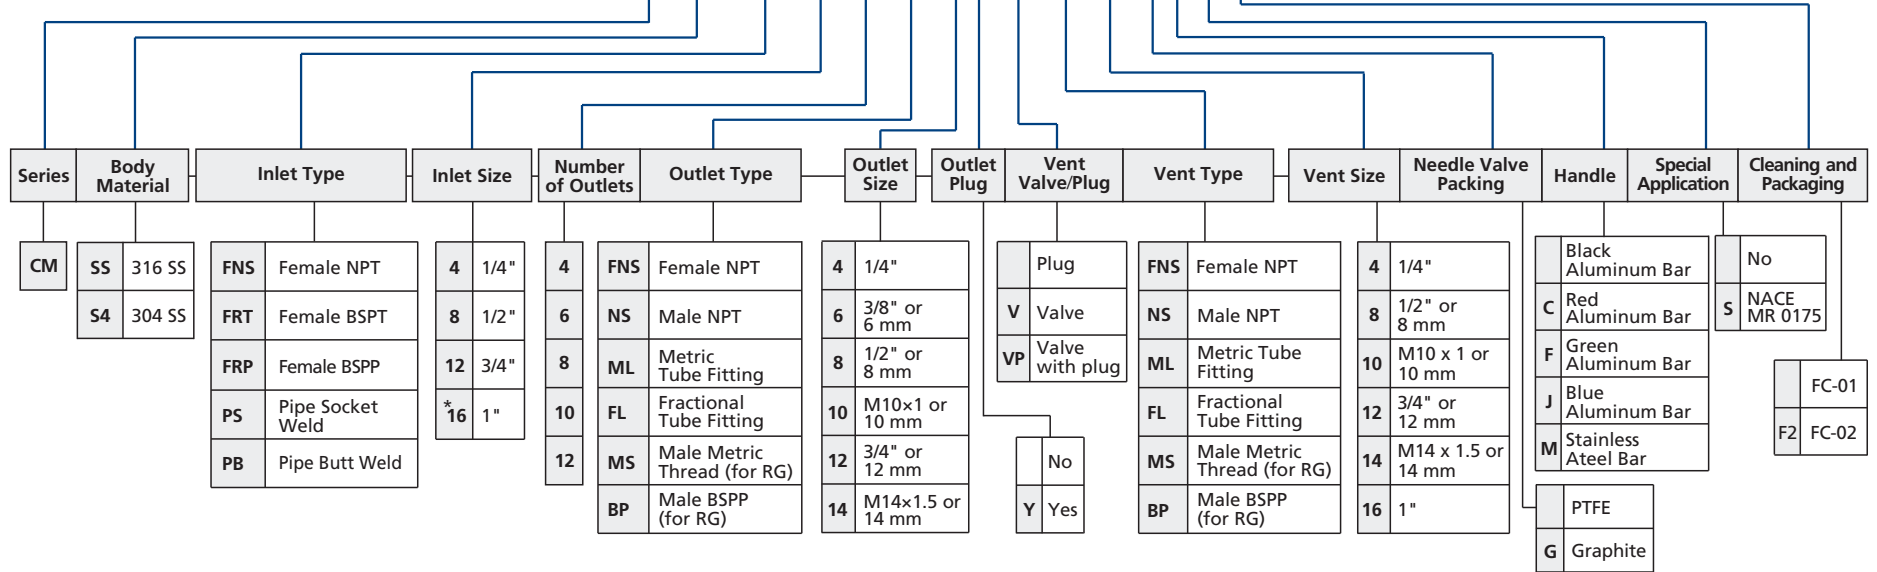 Series
Body
Material
Inlet Type
Inlet Size
Number
of Outlets
Outlet Type
Outlet
Size
Outlet
Plug
Vent
Valve/Plug
Vent Type
Vent Size
Needle Valve
Packing
Handle
Special
Application
Cleaning and
Packaging
CM
SS 316 SS
S4 304 SS
FNS Female NPT
FRT Female BSPT
FRP Female BSPP
PS Pipe Socket
Weld
PB Pipe Butt Weld
4 1/4"
8 1/2"
12 3/4"
*16 1"
4
6
8
10
12
FNS Female NPT
NS Male NPT
ML Metric
Tube Fitting
FL Fractional
Tube Fitting
MS Male Metric
Thread (for RG)
BP Male BSPP
(for RG)
4 1/4"
6 3/8" or
6 mm
8 1/2" or
8 mm
10 M10×1 or
10 mm
12 3/4" or
12 mm
14 M14×1.5 or
14 mm
No
Y Yes
Plug
V Valve
VP Valve
with plug
FNS Female NPT
NS Male NPT
ML Metric Tube
Fitting
FL Fractional
Tube Fitting
MS Male Metric
Thread (for RG)
BP Male BSPP
(for RG)
4 1/4"
8 1/2" or
8 mm
10 M10 x 1 or
10 mm
12 3/4" or
12 mm
14 M14 x 1.5 or
14 mm
16 1"
PTFE
G Graphite
Black
Aluminum Bar
C Red
Aluminum Bar
F Green
Aluminum Bar
J Blue
Aluminum Bar
M Stainless
Ateel Bar
No
S NACE
MR 0175
FC-01
F2 FC-02